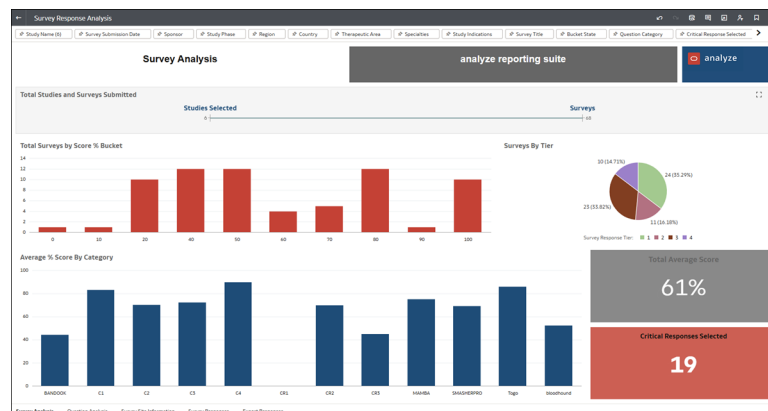 Survey Response Analysis
Study Name (6) Survey Submission Date Sponsor Study Phase Region Country Therapeutic Area Specialties Study Indications Survey Title Bucket State Question Category Critical Response Selected
Survey Analysis
analyze reporting suite
analyze
Total Studies and Surveys Submitted
Studies Selected Surveys
6 68
Total Surveys by Score % Bucket
14
12
10
8
6
4
2
0
0 10 20 40 50 60 70 80 90 100
Surveys By Tier
10 (14.71%)
24 (35.29%)
23 (33.82%)
11 (16.18%)
Survey Response Tier: 1 2 3 4
Average % Score By Category
100
80
60
40
20
0
BANDOOK C1 C2 C3 C4 CR1 CR2 CR3 MAMBA SMASHERPRO Tags bloodhound
Total Average Score
61%
Critical Responses Selected
19